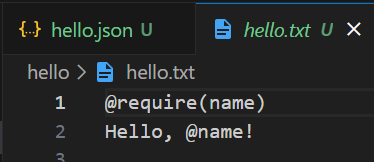 {..} hello.json U hello.txt U ×
hello > hello.txt
1 @require(name)
2 Hello, @name!
3